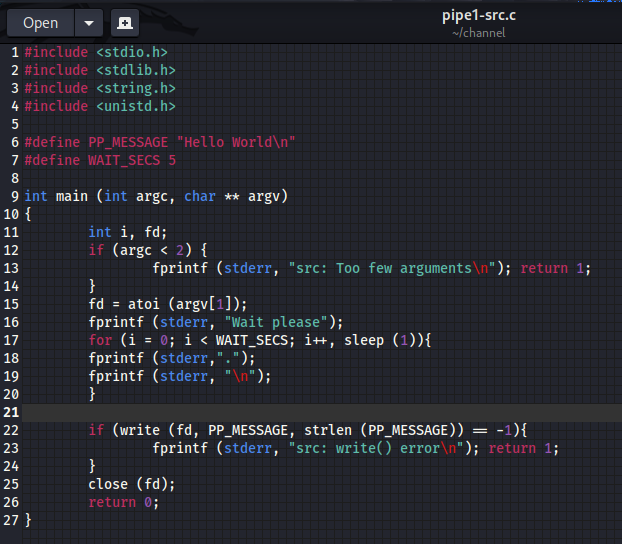 Open
pipe1-src.c
~/channel
1 #include <stdio.h>
2 #include <stdlib.h>
3 #include <string.h>
4 #include <unistd.h>
5
6 #define PP_MESSAGE "Hello World\n"
7 #define WAIT_SECS 5
8
9 int main (int argc, char ** argv)
10 {
11         int i, fd;
12         if (argc < 2) {
13                 fprintf (stderr, "src: Too few arguments\n"); return 1;
14         }
15         fd = atoi (argv[1]);
16         fprintf (stderr, "Wait please");
17         for (i = 0; i < WAIT_SECS; i++, sleep (1)){
18         fprintf (stderr,".");
19         fprintf (stderr, "\n");
20         }
21
22         if (write (fd, PP_MESSAGE, strlen (PP_MESSAGE)) == -1){
23                 fprintf (stderr, "src: write() error\n"); return 1;
24         }
25         close (fd);
26         return 0;
27 }